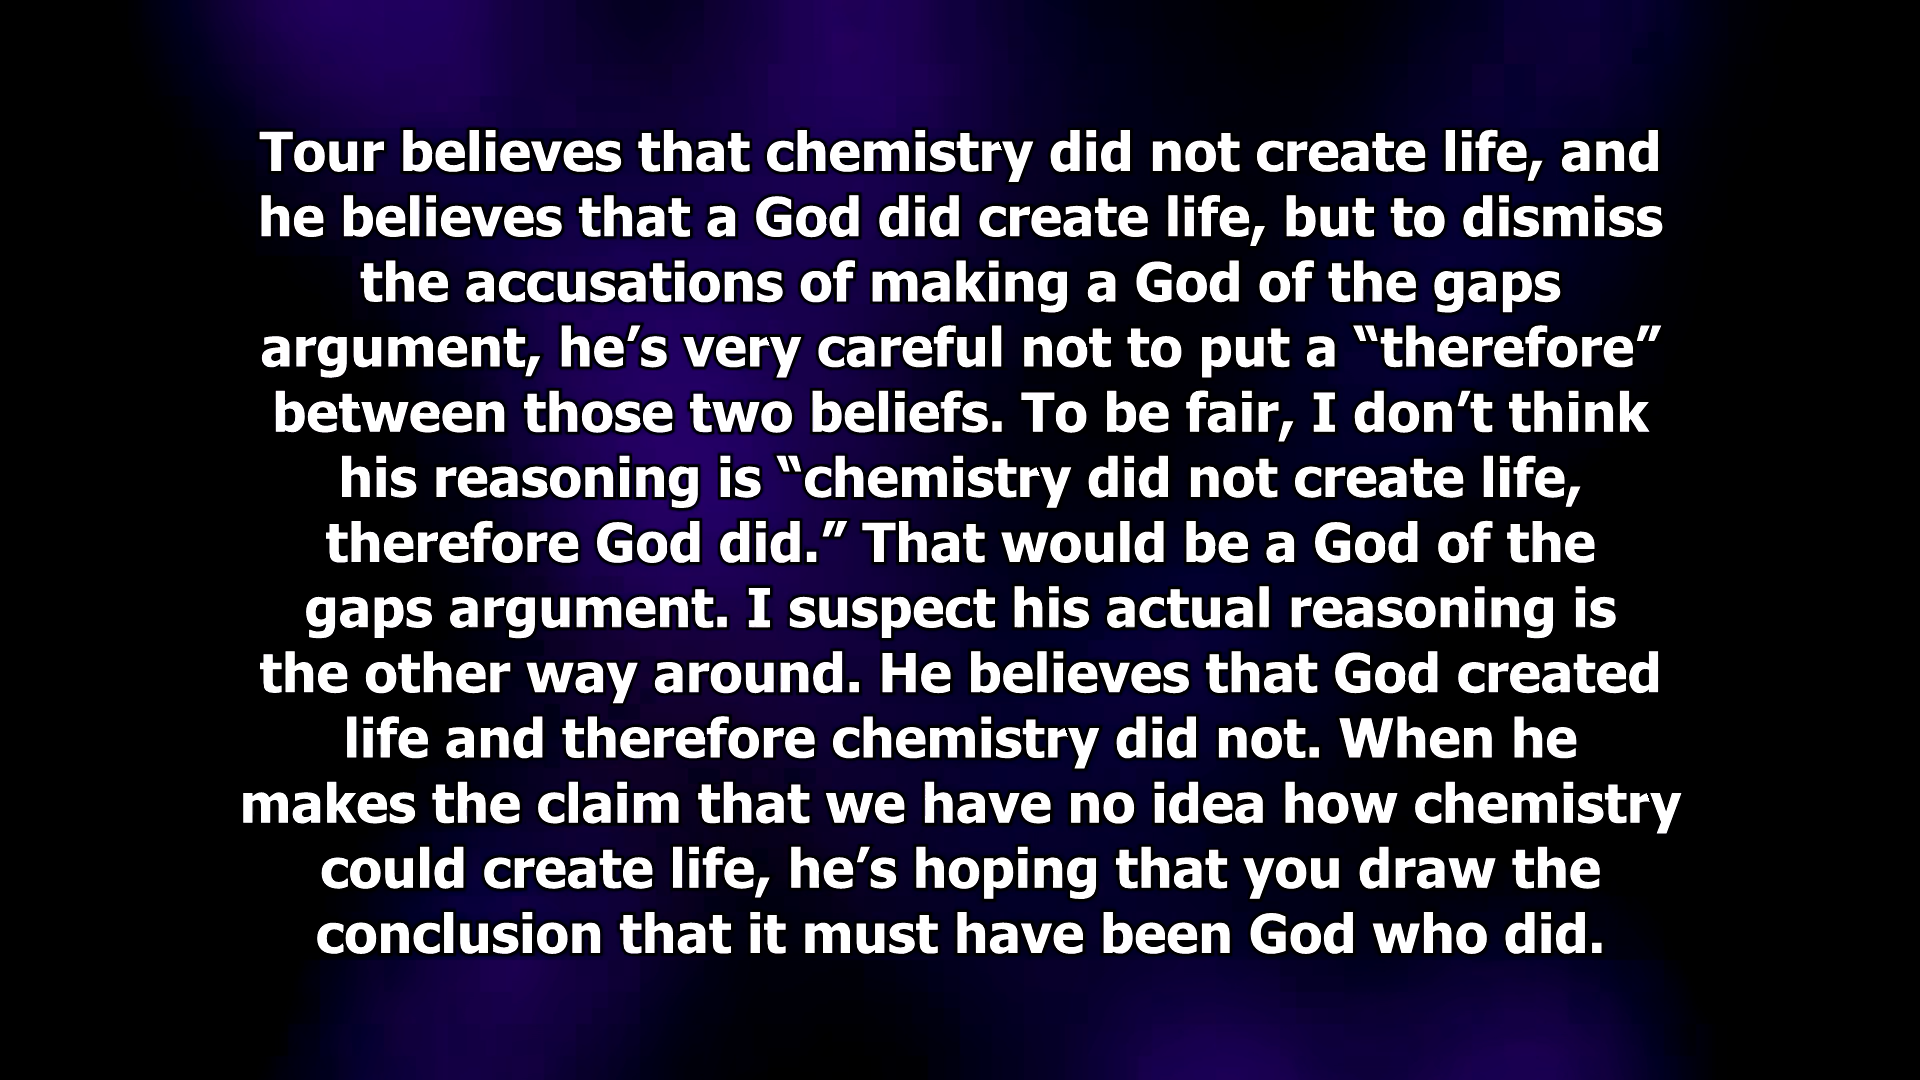 Tour believes that chemistry did not create life, and
he believes that a God did create life, but to dismiss
the accusations of making a God of the gaps
argument, he’s very careful not to put a “therefore”
between those two beliefs. To be fair, I don’t think
his reasoning is “chemistry did not create life,
therefore God did.” That would be a God of the
gaps argument. I suspect his actual reasoning is
the other way around. He believes that God created
life and therefore chemistry did not. When he
makes the claim that we have no idea how chemistry
could create life, he’s hoping that you draw the
conclusion that it must have been God who did.